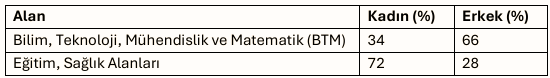 Alan Kadın (%) Erkek (%)
Bilim, Teknoloji, Mühendislik ve Matematik (BTM) 34 66
Eğitim, Sağlık Alanları 72 28